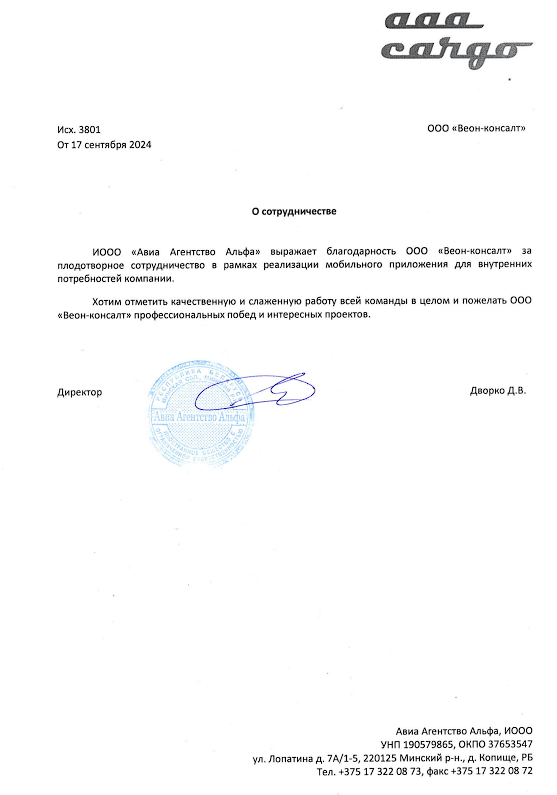 aaa
cargo
Исх. 3801
ООО «Веон-консалт»
От 17 сентября 2024
О сотрудничестве
ИООО «Авиа Агентство Альфа» выражает благодарность ООО «Веон-консалт» за
плодотворное сотрудничество в рамках реализации мобильного приложения для внутренних
потребностей компании.
Хотим отметить качественную и слаженную работу всей команды в целом и пожелать ООО
«Веон-консалт» профессиональных побед и интересных проектов.
Директор
РЕСПУБЛИКА БЕЛАРУСЬ
Авиа Агентство Альфа
Дворко Д.В.
Авиа Агентство Альфа, ИООО
УНП 190579865, ОКПО 37653547
ул. Лопатина д. 7А/1-5, 220125 Минский р-н., д. Копище, РБ
Тел. +375 17 322 08 73, факс +375 17 322 08 72